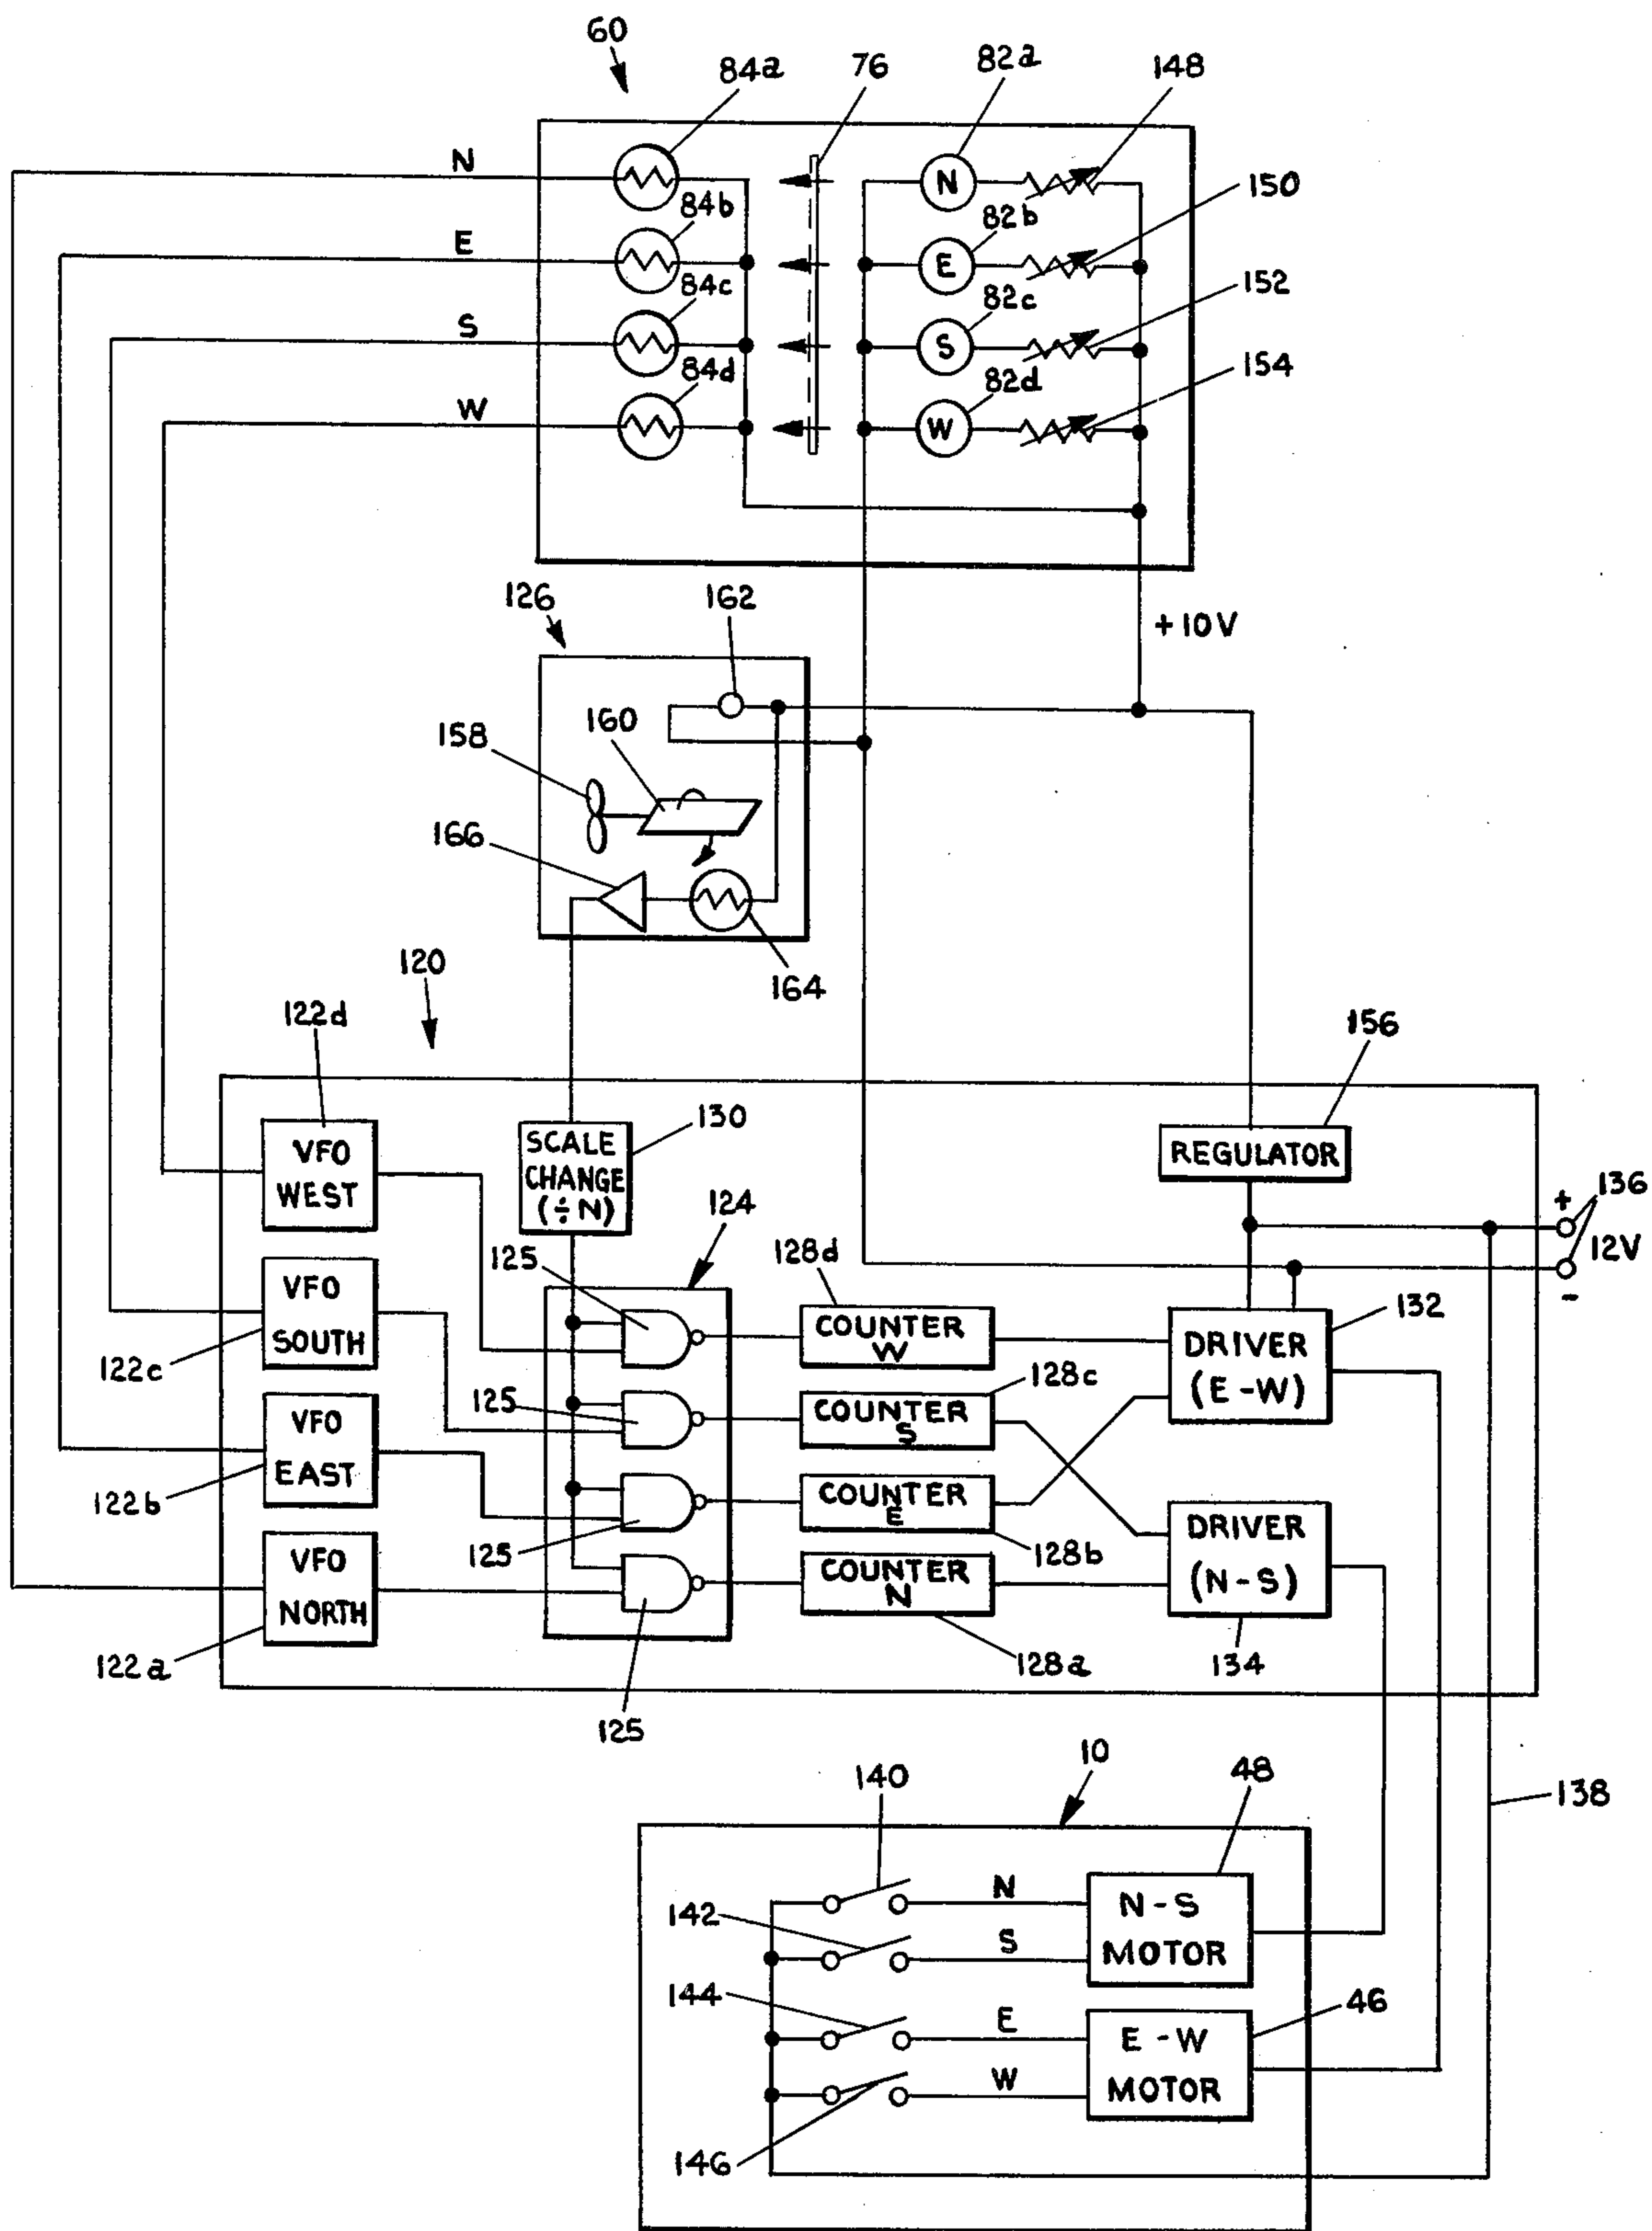 60
84a
76
82a
148
N
N
150
84b
82b
E
E
84c
82c
152
S
S
84d
82d
154
W
W
126
162
+10V
158
160
166
164
120
122d
156
VFO
WEST
SCALE
CHANGE
(÷N)
130
REGULATOR
124
+
136
12V
-
125
128d
VFO
SOUTH
COUNTER
W
DRIVER
(E-W)
132
122c
128c
125
COUNTER
S
VFO
EAST
COUNTER
E
122b
125
128b
DRIVER
(N-S)
VFO
NORTH
COUNTER
N
122a
128a
134
125
10
140
48
138
N
N-S
MOTOR
142
S
144
46
E
E-W
MOTOR
W
146